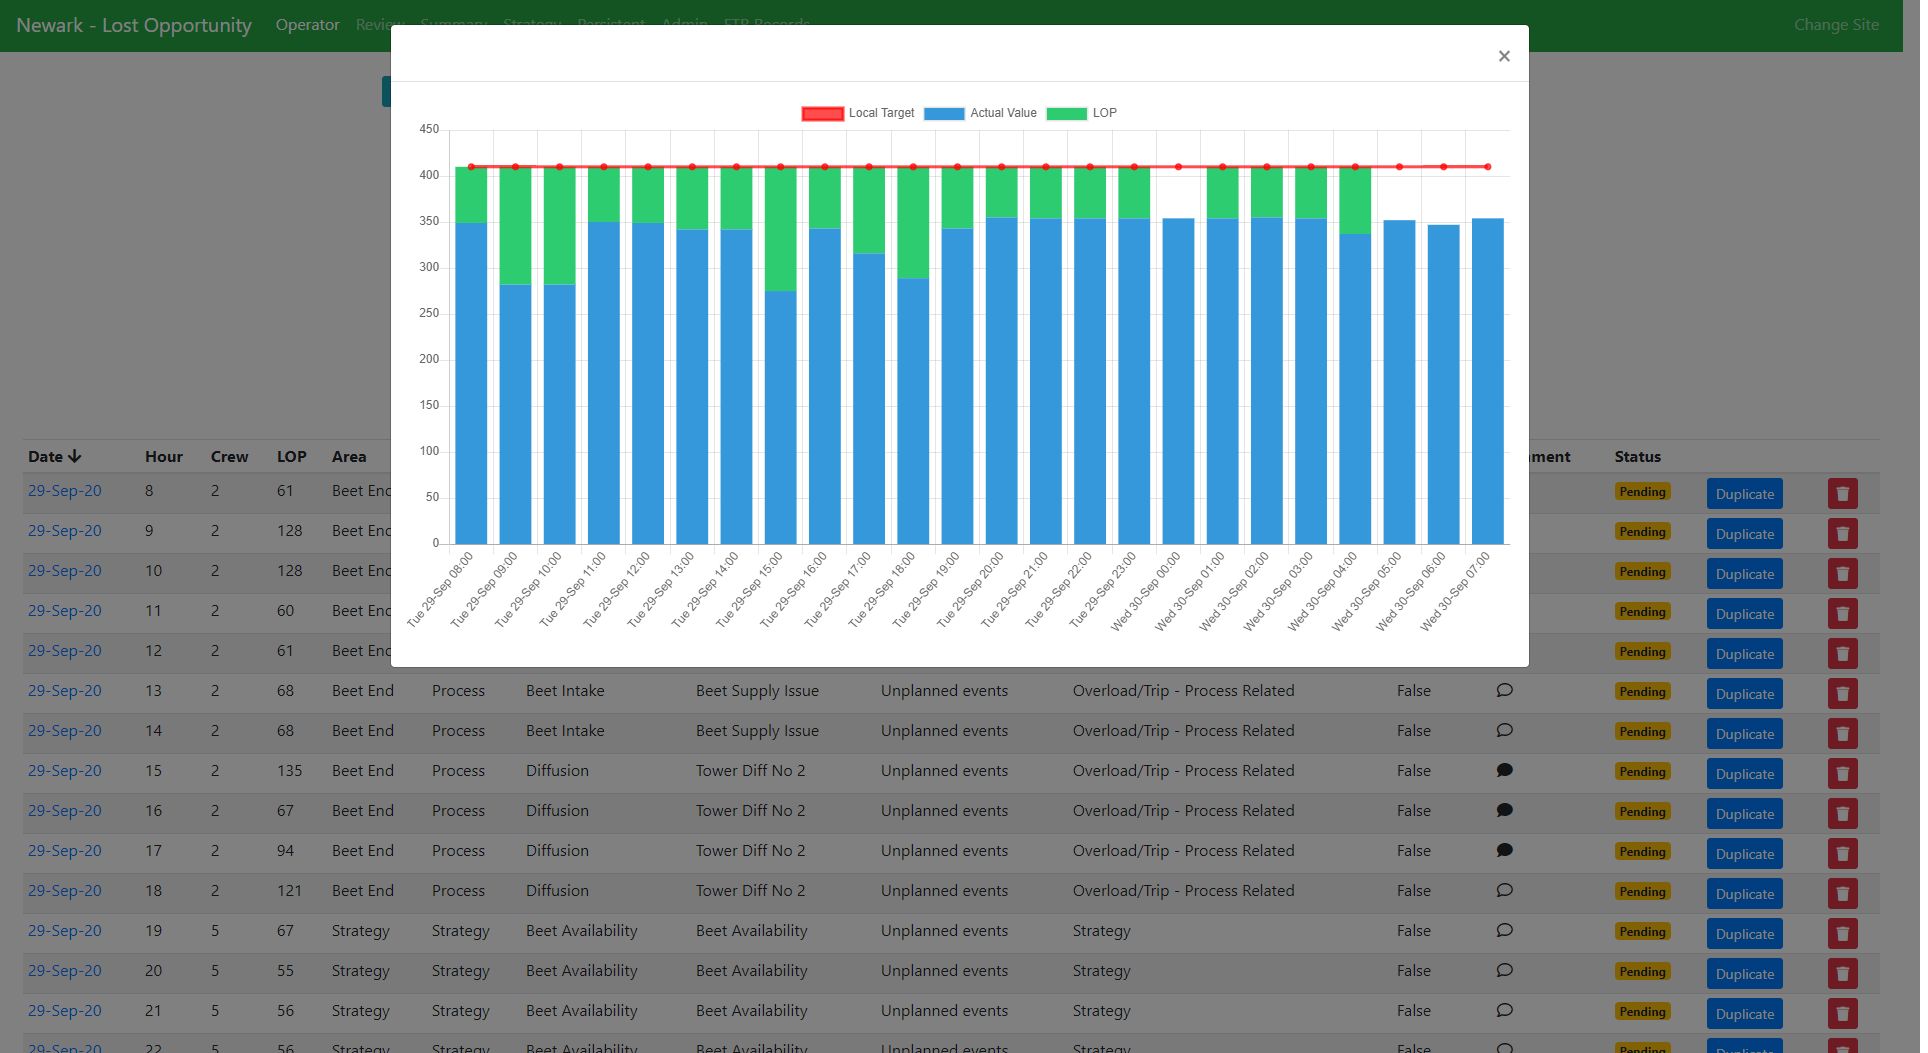 Newark - Lost Opportunity Operator Review Summary Strategy Persistent Admin FTB Records Change Site
×
Local Target Actual Value LOP
450
400
350
300
250
200
150
100
50
0
Tue 29-Sep 08:00
Tue 29-Sep 09:00
Tue 29-Sep 10:00
Tue 29-Sep 11:00
Tue 29-Sep 12:00
Tue 29-Sep 13:00
Tue 29-Sep 14:00
Tue 29-Sep 15:00
Tue 29-Sep 16:00
Tue 29-Sep 17:00
Tue 29-Sep 18:00
Tue 29-Sep 19:00
Tue 29-Sep 20:00
Tue 29-Sep 21:00
Tue 29-Sep 22:00
Tue 29-Sep 23:00
Wed 30-Sep 00:00
Wed 30-Sep 01:00
Wed 30-Sep 02:00
Wed 30-Sep 03:00
Wed 30-Sep 04:00
Wed 30-Sep 05:00
Wed 30-Sep 06:00
Wed 30-Sep 07:00
Date Hour Crew LOP Area Status
29-Sep-20 8 2 61 Beet Pending Duplicate
29-Sep-20 9 2 128 Beet Pending Duplicate
29-Sep-20 10 2 128 Beet Pending Duplicate
29-Sep-20 11 2 60 Beet Pending Duplicate
29-Sep-20 12 2 61 Beet Pending Duplicate
29-Sep-20 13 2 68 Beet End Process Beet Intake Beet Supply Issue Unplanned events Overload/Trip - Process Related False Pending Duplicate
29-Sep-20 14 2 68 Beet End Process Beet Intake Beet Supply Issue Unplanned events Overload/Trip - Process Related False Pending Duplicate
29-Sep-20 15 2 135 Beet End Process Diffusion Tower Diff No 2 Unplanned events Overload/Trip - Process Related False Pending Duplicate
29-Sep-20 16 2 67 Beet End Process Diffusion Tower Diff No 2 Unplanned events Overload/Trip - Process Related False Pending Duplicate
29-Sep-20 17 2 94 Beet End Process Diffusion Tower Diff No 2 Unplanned events Overload/Trip - Process Related False Pending Duplicate
29-Sep-20 18 2 121 Beet End Process Diffusion Tower Diff No 2 Unplanned events Overload/Trip - Process Related False Pending Duplicate
29-Sep-20 19 5 67 Strategy Strategy Beet Availability Beet Availability Unplanned events Strategy False Pending Duplicate
29-Sep-20 20 5 55 Strategy Strategy Beet Availability Beet Availability Unplanned events Strategy False Pending Duplicate
29-Sep-20 21 5 56 Strategy Strategy Beet Availability Beet Availability Unplanned events Strategy False Pending Duplicate
29-Sep-20 22 5 56 Strategy Strategy Beet Availability Beet Availability Unplanned events Strategy False Pending Duplicate